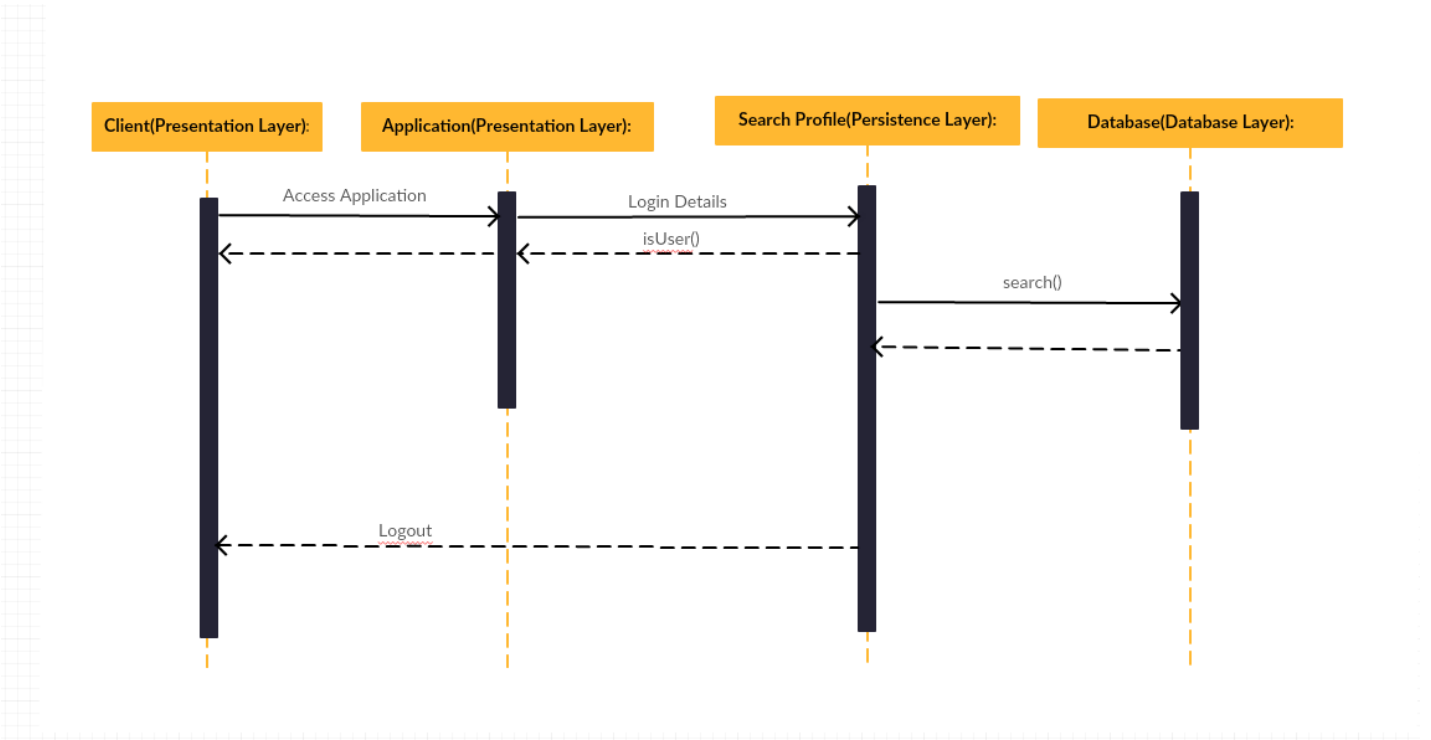 Client(Presentation Layer):
Application(Presentation Layer):
Search Profile(Persistence Layer):
Database(Database Layer):
Access Application
Login Details
isUser()
search()
Logout